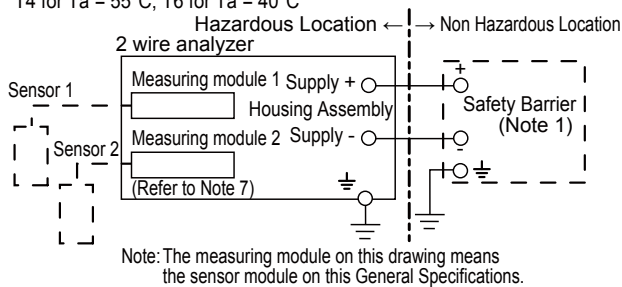 T4 for Ta = 55°C, T6 for Ta = 40°C
Hazardous Location ← → Non Hazardous Location
2 wire analyzer
Sensor 1
Measuring module 1 Supply +
+
Housing Assembly
Safety Barrier
(Note 1)
Sensor 2
Measuring module 2 Supply -
-
(Refer to Note 7)
Note: The measuring module on this drawing means
the sensor module on this General Specifications.